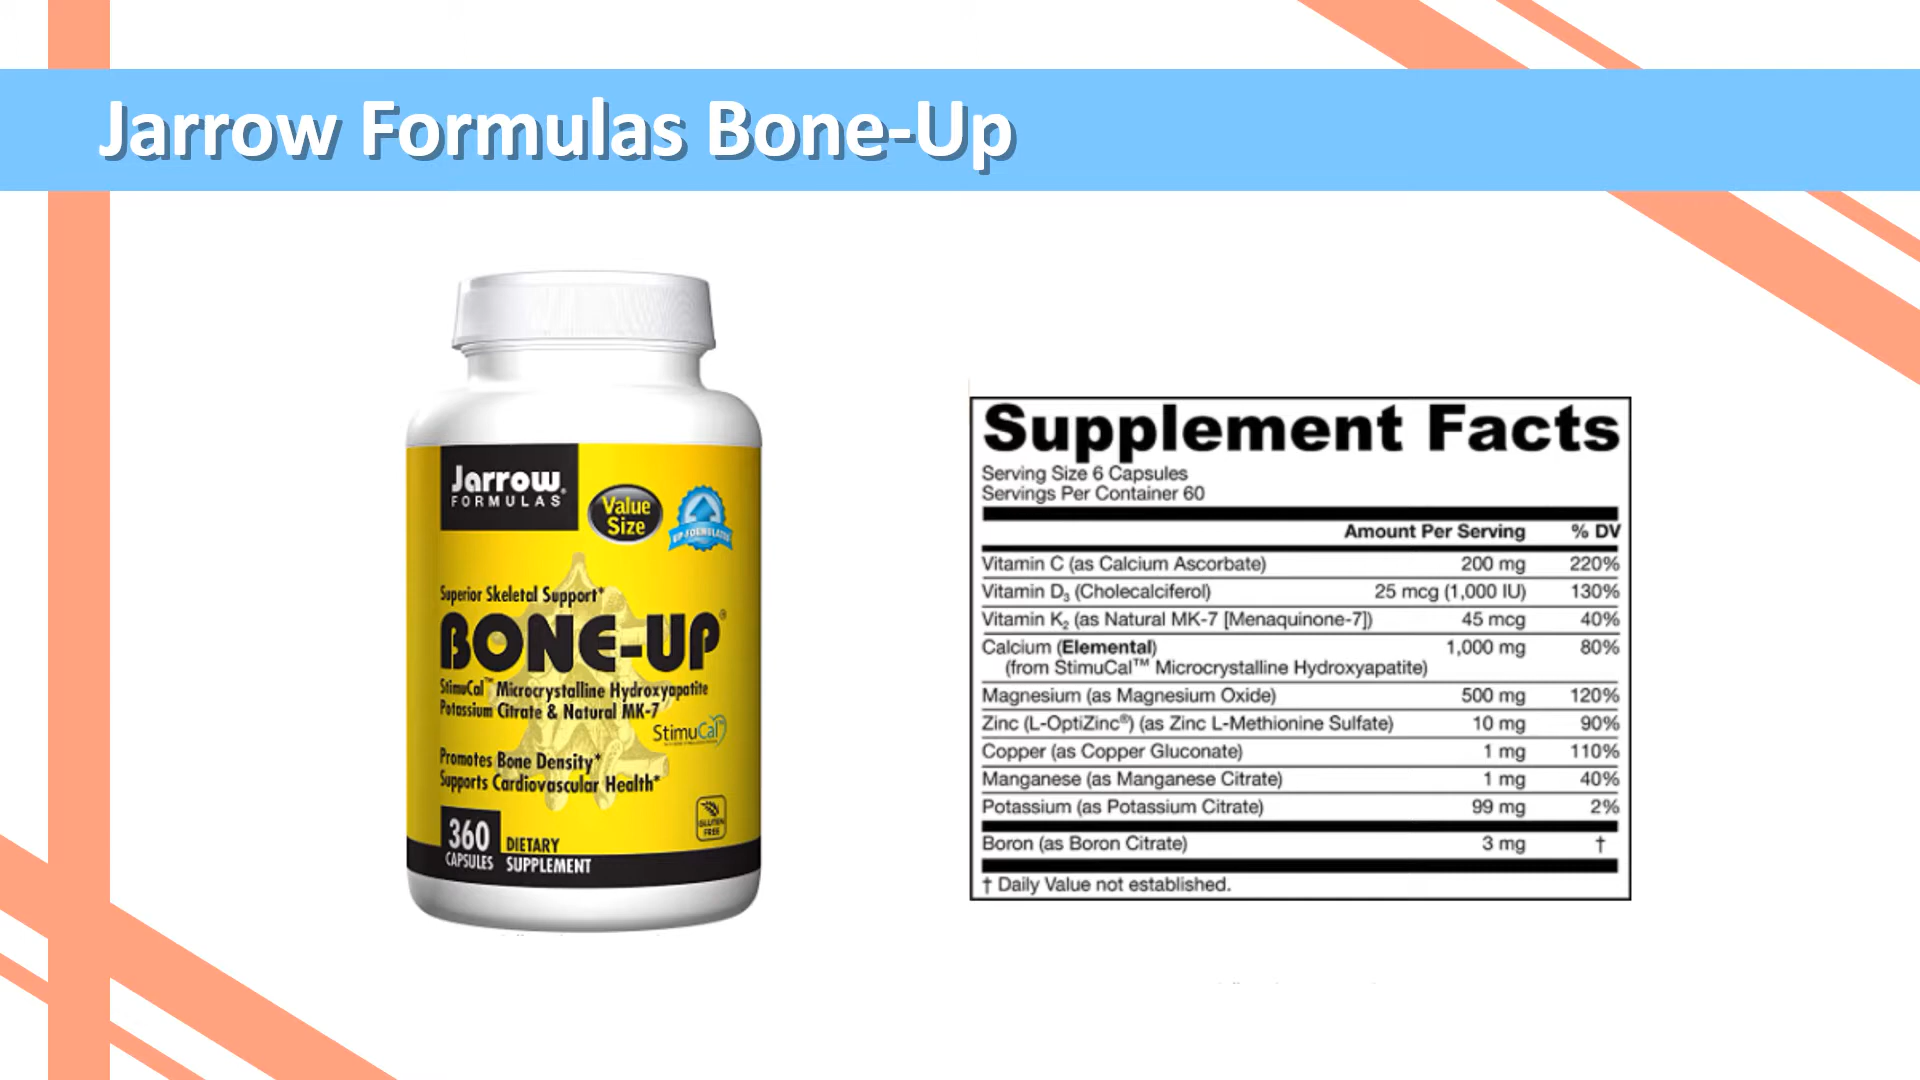 Jarrow Formulas Bone-Up
Jarrow®
FORMULAS
Value
Size
UP-FORMULATED
Superior Skeletal Support*
BONE-UP®
StimuCal™ Microcrystalline Hydroxyapatite
Potassium Citrate & Natural MK-7
StimuCal™
Promotes Bone Density*
Supports Cardiovascular Health*
GLUTEN
FREE
360
CAPSULES
DIETARY
SUPPLEMENT
Supplement Facts
Serving Size 6 Capsules
Servings Per Container 60
Amount Per Serving % DV
Vitamin C (as Calcium Ascorbate) 200 mg 220%
Vitamin D₃ (Cholecalciferol) 25 mcg (1,000 IU) 130%
Vitamin K₂ (as Natural MK-7 [Menaquinone-7]) 45 mcg 40%
Calcium (Elemental) 1,000 mg 80%
(from StimuCal™ Microcrystalline Hydroxyapatite)
Magnesium (as Magnesium Oxide) 500 mg 120%
Zinc (L-OptiZinc®) (as Zinc L-Methionine Sulfate) 10 mg 90%
Copper (as Copper Gluconate) 1 mg 110%
Manganese (as Manganese Citrate) 1 mg 40%
Potassium (as Potassium Citrate) 99 mg 2%
Boron (as Boron Citrate) 3 mg †
† Daily Value not established.